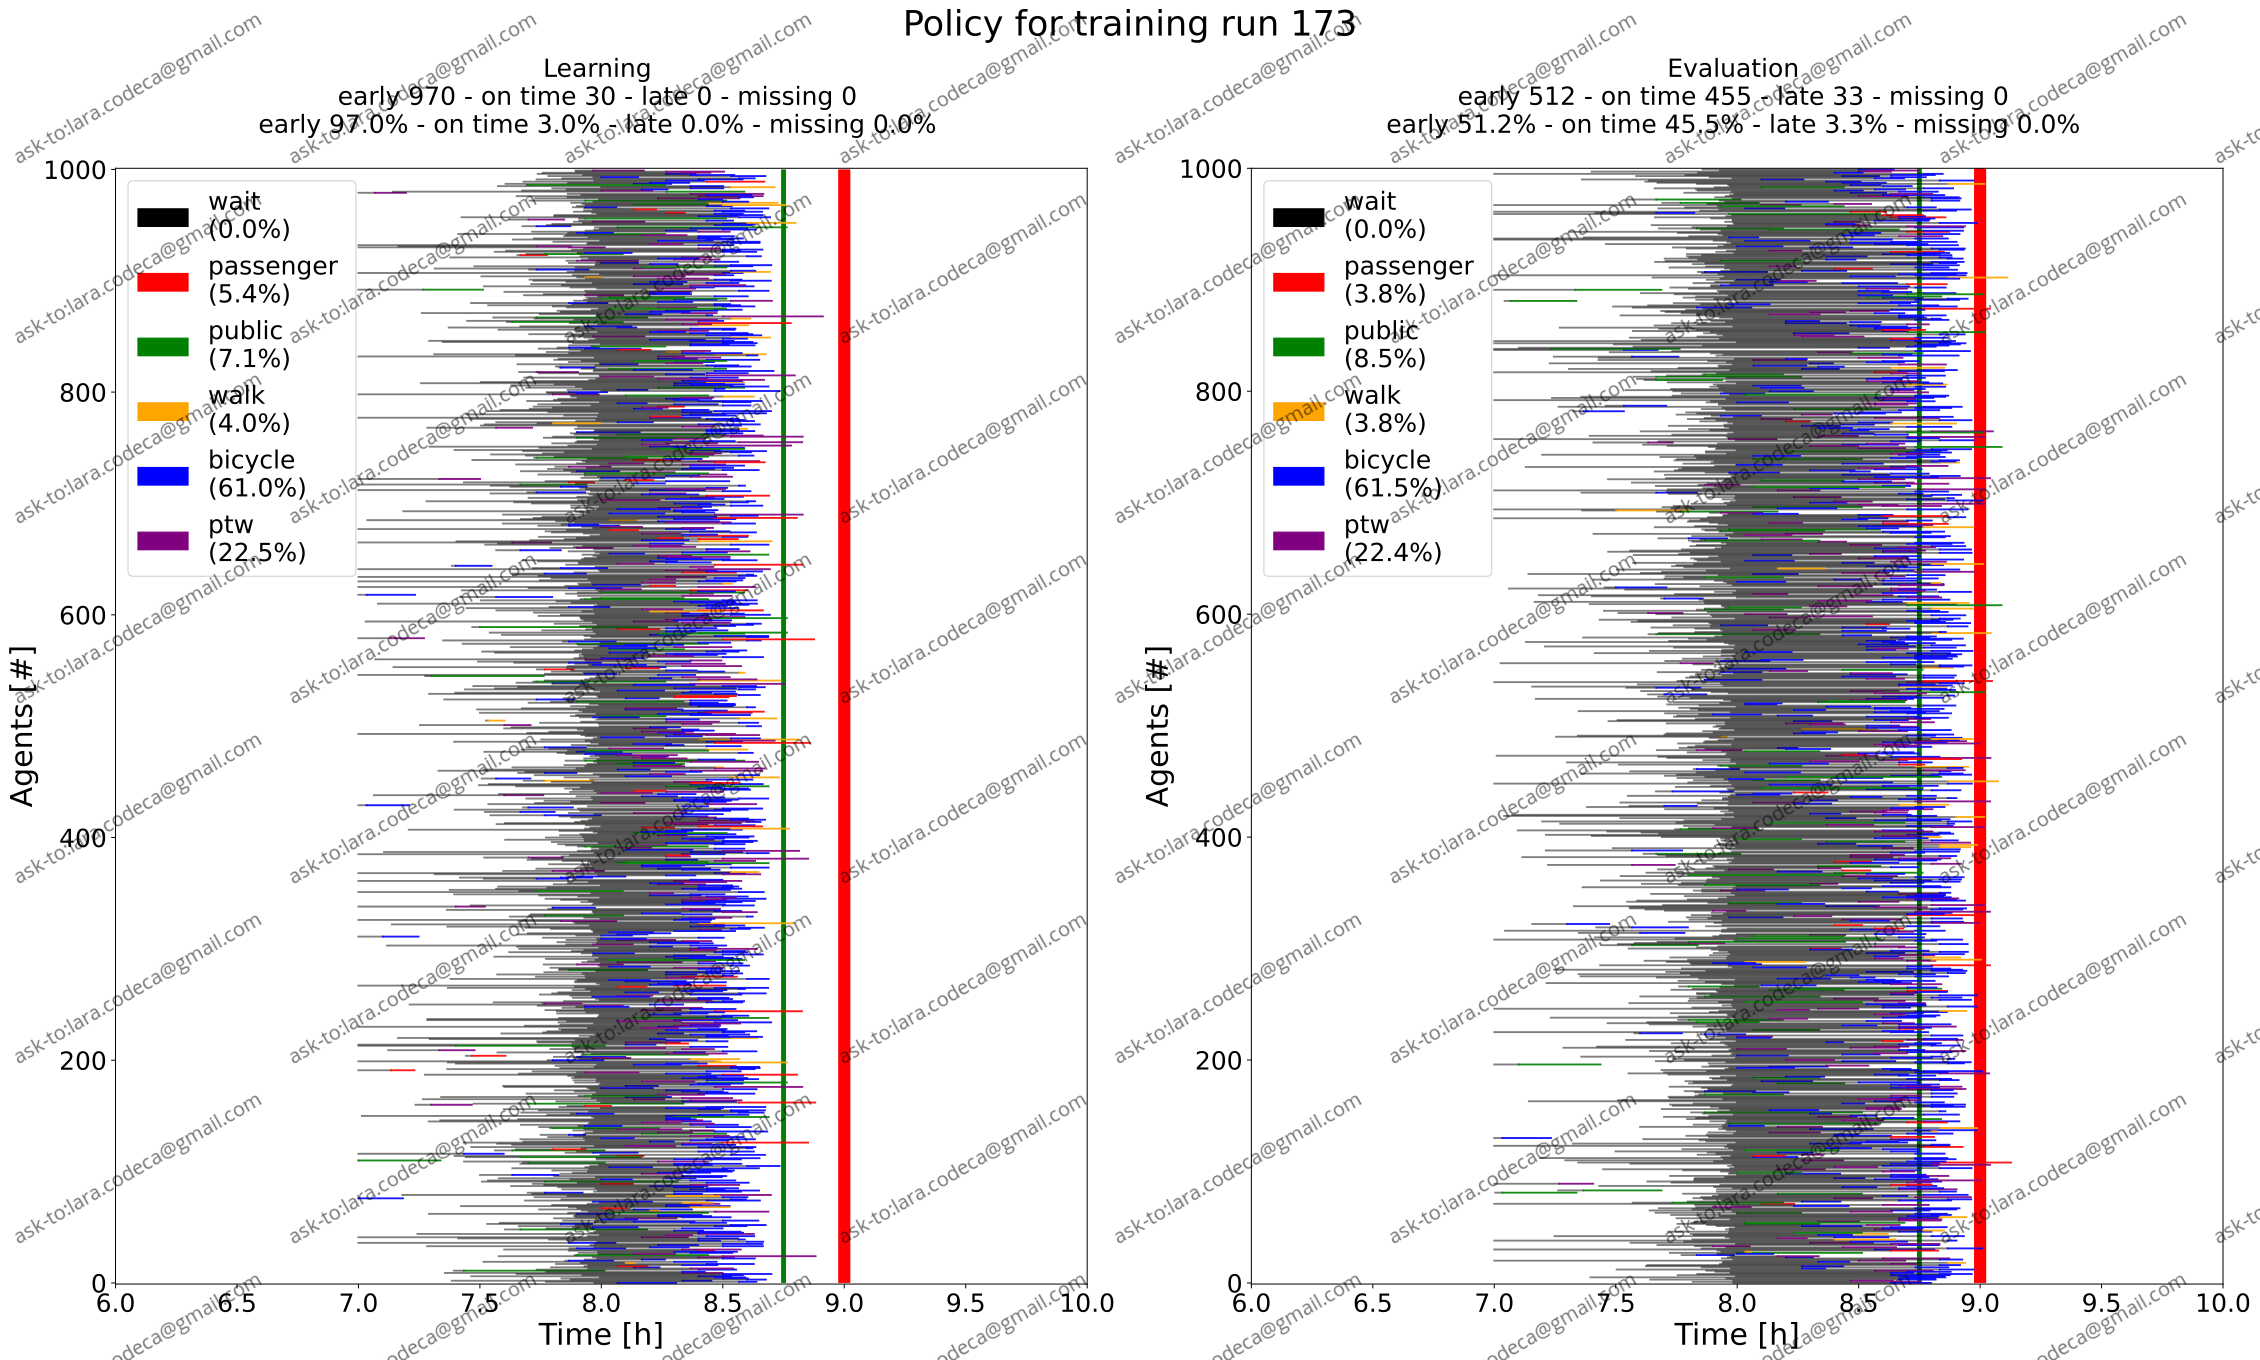 Policy for training run 173
Learning
early 970 - on time 30 - late 0 - missing 0
early 97.0% - on time 3.0% - late 0.0% - missing 0.0%
wait
(0.0%)
passenger
(5.4%)
public
(7.1%)
walk
(4.0%)
bicycle
(61.0%)
ptw
(22.5%)
1000
800
600
400
200
0
Agents [#]
6.0 6.5 7.0 7.5 8.0 8.5 9.0 9.5 10.0
Time [h]
Evaluation
early 512 - on time 455 - late 33 - missing 0
early 51.2% - on time 45.5% - late 3.3% - missing 0.0%
wait
(0.0%)
passenger
(3.8%)
public
(8.5%)
walk
(3.8%)
bicycle
(61.5%)
ptw
(22.4%)
1000
800
600
400
200
0
Agents [#]
6.0 6.5 7.0 7.5 8.0 8.5 9.0 9.5 10.0
Time [h]
ask-to:lara.codeca@gmail.com